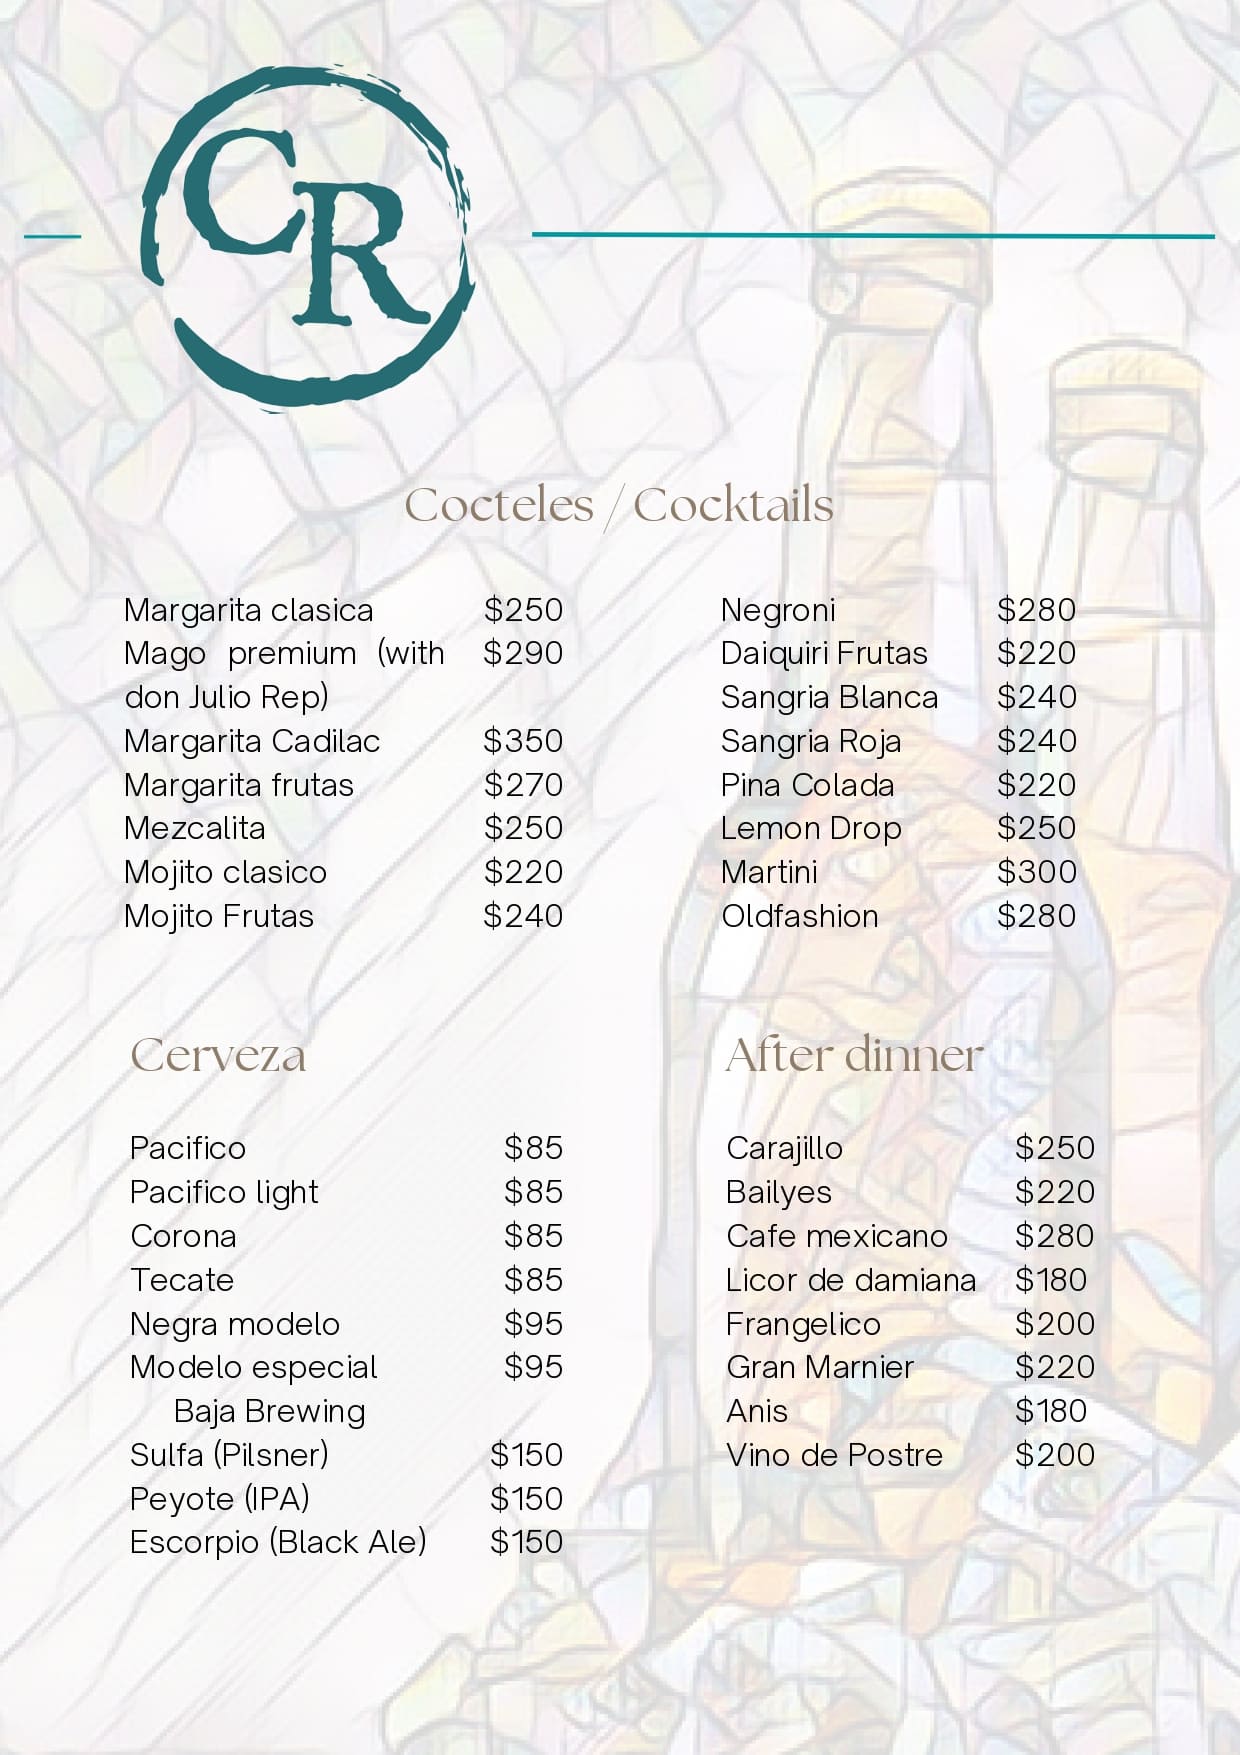 CR
Cocteles / Cocktails
Margarita clasica $250
Mago premium (with $290
don Julio Rep)
Margarita Cadilac $350
Margarita frutas $270
Mezcalita $250
Mojito clasico $220
Mojito Frutas $240
Negroni $280
Daiquiri Frutas $220
Sangria Blanca $240
Sangria Roja $240
Pina Colada $220
Lemon Drop $250
Martini $300
Oldfashion $280
Cerveza
Pacifico $85
Pacifico light $85
Corona $85
Tecate $85
Negra modelo $95
Modelo especial $95
Baja Brewing
Sulfa (Pilsner) $150
Peyote (IPA) $150
Escorpio (Black Ale) $150
After dinner
Carajillo $250
Bailyes $220
Cafe mexicano $280
Licor de damiana $180
Frangelico $200
Gran Marnier $220
Anis $180
Vino de Postre $200